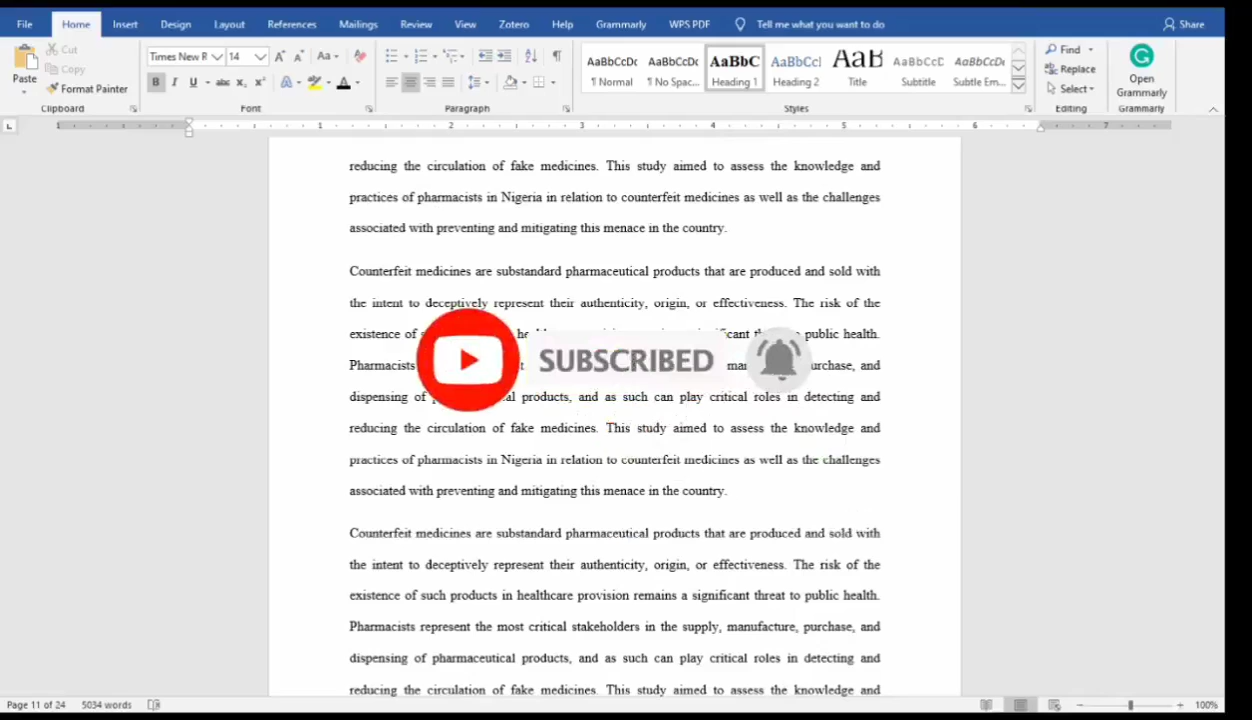 File Home Insert Design Layout References Mailings Review View Zotero Help Grammarly WPS PDF Tell me what you want to do Share
Paste Cut Copy Format Painter
Times New R 14
AaBbCcDc AaBbCcDc AaBbC AaBbCcI AaB AaBbCcD AaBbCcDc
¶ Normal ¶ No Spac... Heading 1 Heading 2 Title Subtitle Subtle Em...
Find Replace Select
Open Grammarly
Clipboard Font Paragraph Styles Editing Grammarly
1 1 2 3 4 5 6 7
reducing the circulation of fake medicines. This study aimed to assess the knowledge and
practices of pharmacists in Nigeria in relation to counterfeit medicines as well as the challenges
associated with preventing and mitigating this menace in the country.
Counterfeit medicines are substandard pharmaceutical products that are produced and sold with
the intent to deceptively represent their authenticity, origin, or effectiveness. The risk of the
existence of public health.
Pharmacists
SUBSCRIBED
dispensing of products, and as such can play critical roles in detecting and
reducing the circulation of fake medicines. This study aimed to assess the knowledge and
practices of pharmacists in Nigeria in relation to counterfeit medicines as well as the challenges
associated with preventing and mitigating this menace in the country.
Counterfeit medicines are substandard pharmaceutical products that are produced and sold with
the intent to deceptively represent their authenticity, origin, or effectiveness. The risk of the
existence of such products in healthcare provision remains a significant threat to public health.
Pharmacists represent the most critical stakeholders in the supply, manufacture, purchase, and
dispensing of pharmaceutical products, and as such can play critical roles in detecting and
reducing the circulation of fake medicines. This study aimed to assess the knowledge and
Page 11 of 24 5034 words 100%